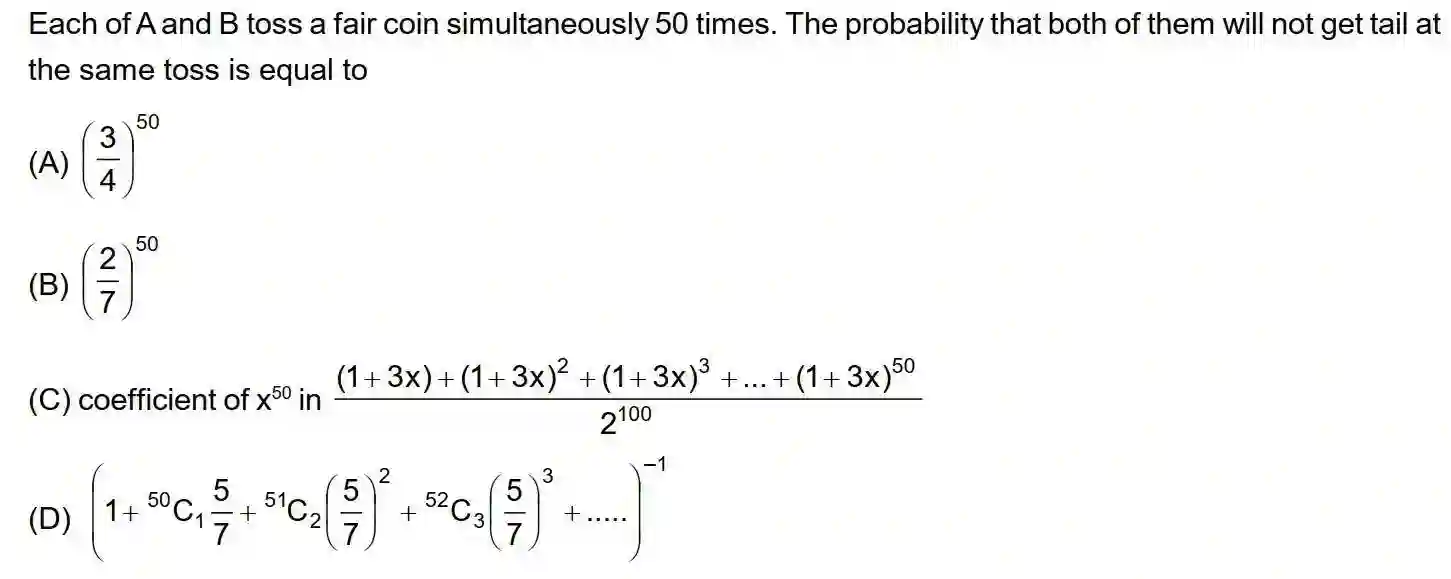 Each of A and B toss a fair coin simultaneously 50 times. The probability that both of them will not get tail at
the same toss is equal to
(A) $\left(\frac{3}{4}\right)^{50}$
(B) $\left(\frac{2}{7}\right)^{50}$
(C) coefficient of x$^{50}$ in $\frac{(1+3x)+(1+3x)^2+(1+3x)^3+...+(1+3x)^{50}}{2^{100}}$
(D) $\left(1+{}^{50}C_1\frac{5}{7}+{}^{51}C_2\left(\frac{5}{7}\right)^2+{}^{52}C_3\left(\frac{5}{7}\right)^3+.....\right)^{-1}$